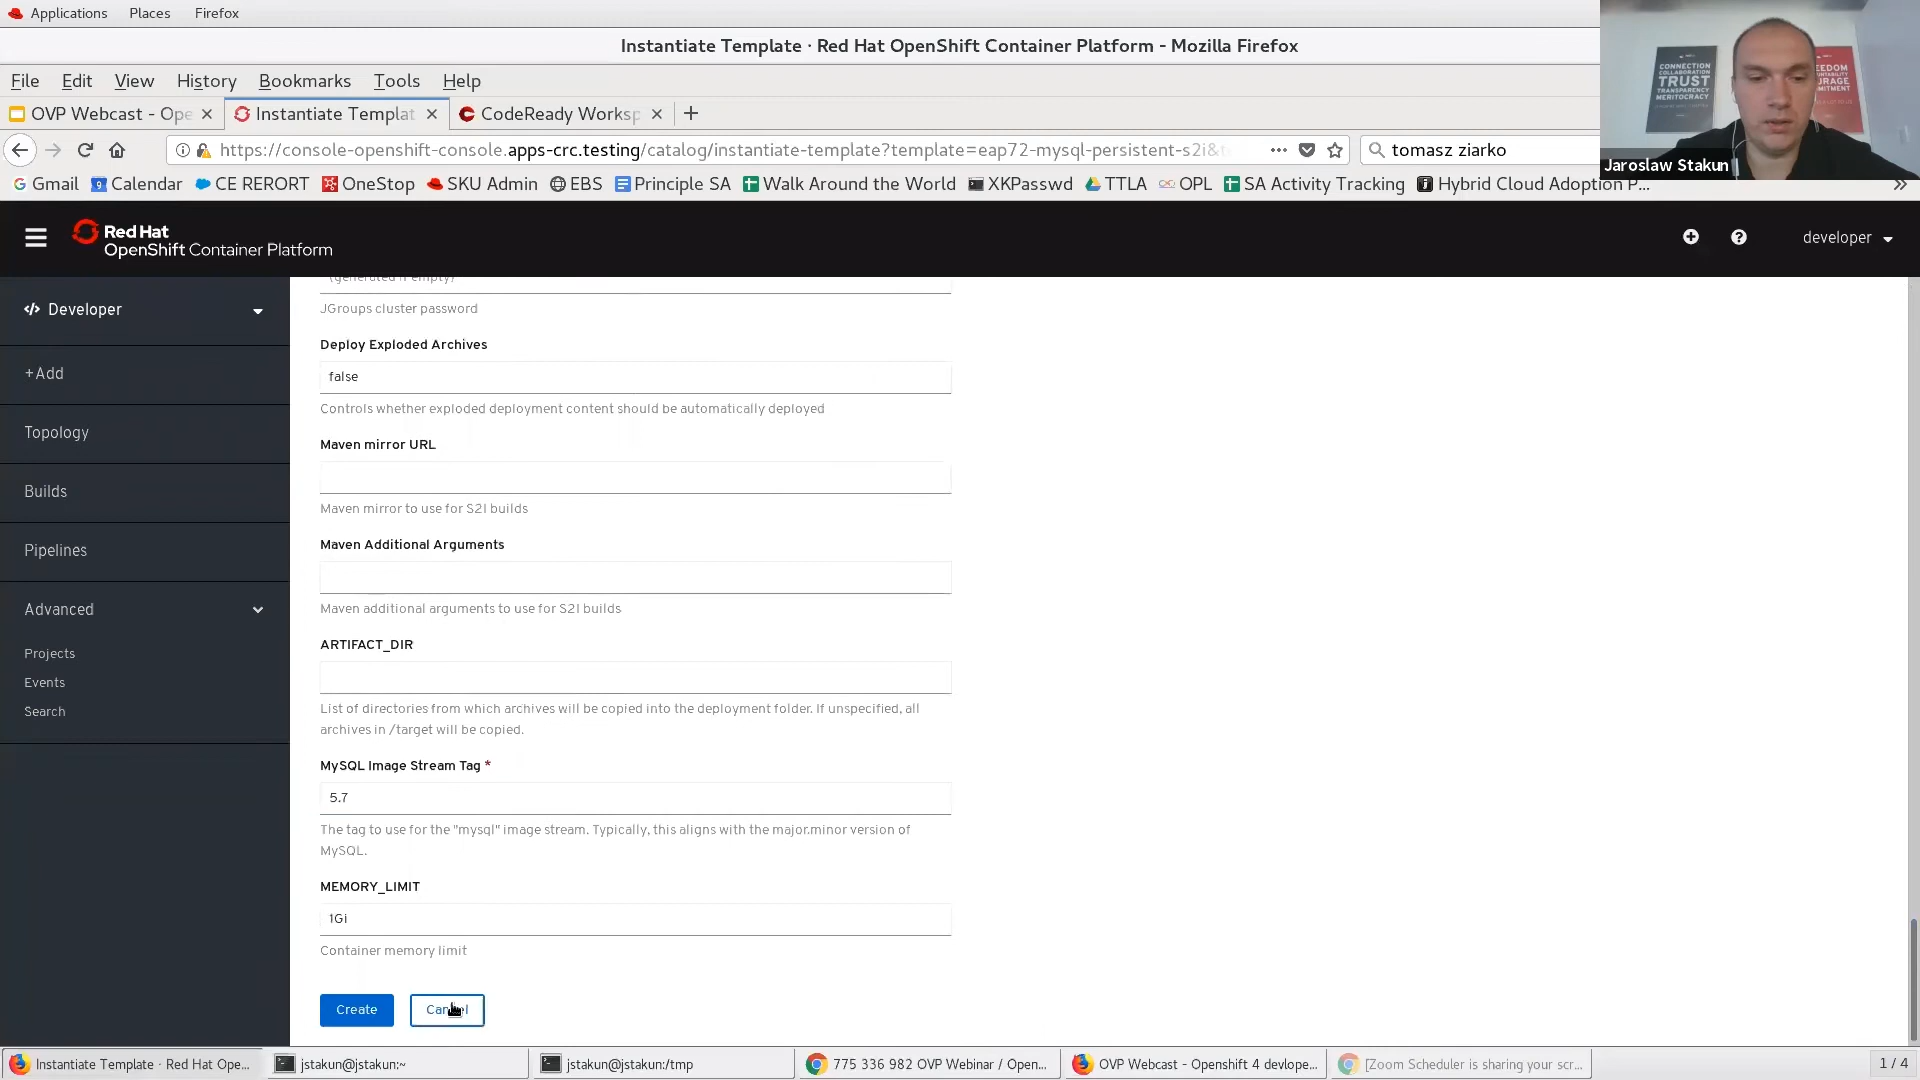 Applications Places Firefox
Instantiate Template · Red Hat OpenShift Container Platform - Mozilla Firefox
File Edit View History Bookmarks Tools Help
OVP Webcast - Ope
Instantiate Templat
CodeReady Worksp
https://console-openshift-console.apps-crc.testing/catalog/instantiate-template?template=eap72-mysql-persistent-s2i&t
tomasz ziarko
Gmail Calendar CE RERORT OneStop SKU Admin EBS Principle SA Walk Around the World XKPasswd TTLA OPL SA Activity Tracking Hybrid Cloud Adoption P...
CONNECTION
COLLABORATION
TRUST
TRANSPARENCY
MERITOCRACY
Jaroslaw Stakun
Red Hat
OpenShift Container Platform
developer
Developer
+Add
Topology
Builds
Pipelines
Advanced
Projects
Events
Search
(generated if empty)
JGroups cluster password
Deploy Exploded Archives
false
Controls whether exploded deployment content should be automatically deployed
Maven mirror URL
Maven mirror to use for S2I builds
Maven Additional Arguments
Maven additional arguments to use for S2I builds
ARTIFACT_DIR
List of directories from which archives will be copied into the deployment folder. If unspecified, all
archives in /target will be copied.
MySQL Image Stream Tag *
5.7
The tag to use for the "mysql" image stream. Typically, this aligns with the major.minor version of
MySQL.
MEMORY_LIMIT
1Gi
Container memory limit
Create Cancel
Instantiate Template · Red Hat Ope...
jstakun@jstakun:~
jstakun@jstakun:/tmp
775 336 982 OVP Webinar / Open...
OVP Webcast - Openshift 4 devlope...
[Zoom Scheduler is sharing your scr...
1 / 4